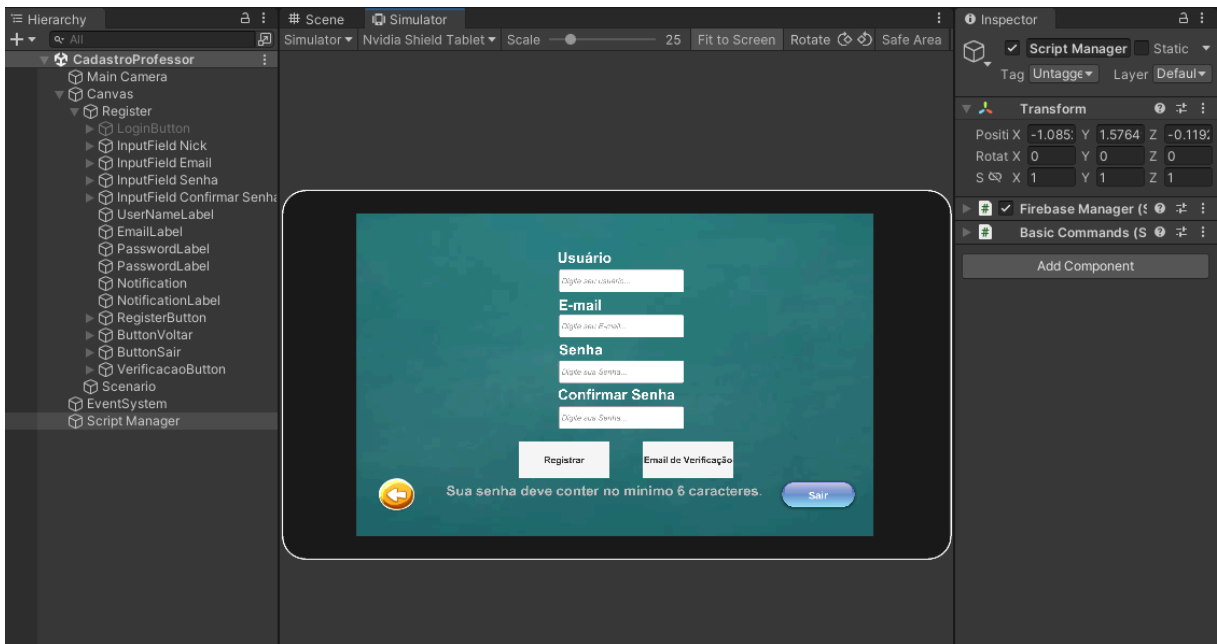 Hierarchy
All
CadastroProfessor
Main Camera
Canvas
Register
LoginButton
InputField Nick
InputField Email
InputField Senha
InputField Confirmar Senha
UserNameLabel
EmailLabel
PasswordLabel
PasswordLabel
Notification
NotificationLabel
RegisterButton
ButtonVoltar
ButtonSair
VerificacaoButton
Scenario
EventSystem
Script Manager
# Scene Simulator
Simulator Nvidia Shield Tablet Scale 25 Fit to Screen Rotate Safe Area
Usuário
Digite seu usuário...
E-mail
Digite seu E-mail...
Senha
Digite sua Senha...
Confirmar Senha
Digite sua Senha...
Registrar Email de Verificação
Sua senha deve conter no minimo 6 caracteres.
Sair
Inspector
Script Manager Static
Tag Untagge Layer Defaul
Transform
Positi X -1.085 Y 1.5764 Z -0.119
Rotat X 0 Y 0 Z 0
S X 1 Y 1 Z 1
# Firebase Manager (S
# Basic Commands (S
Add Component